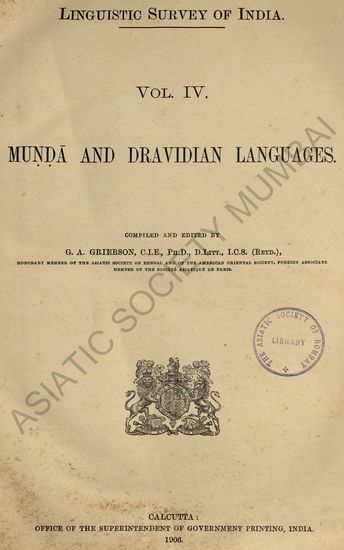 LINGUISTIC SURVEY OF INDIA.
VOL. IV.
MUṆḌĀ AND DRAVIDIAN LANGUAGES.
COMPILED AND EDITED BY
G. A. GRIERSON, C.I.E., PH.D., D.LITT., I.C.S. (RETD.),
HONORARY MEMBER OF THE ASIATIC SOCIETY OF BENGAL AND OF THE AMERICAN ORIENTAL SOCIETY, FOREIGN ASSOCIATE
MEMBER OF THE SOCIÉTÉ ASIATIQUE DE PARIS.
THE ASIATIC SOCIETY OF BOMBAY
LIBRARY
ASIATIC SOCIETY MUMBAI
CALCUTTA:
OFFICE OF THE SUPERINTENDENT OF GOVERNMENT PRINTING, INDIA.
1906.